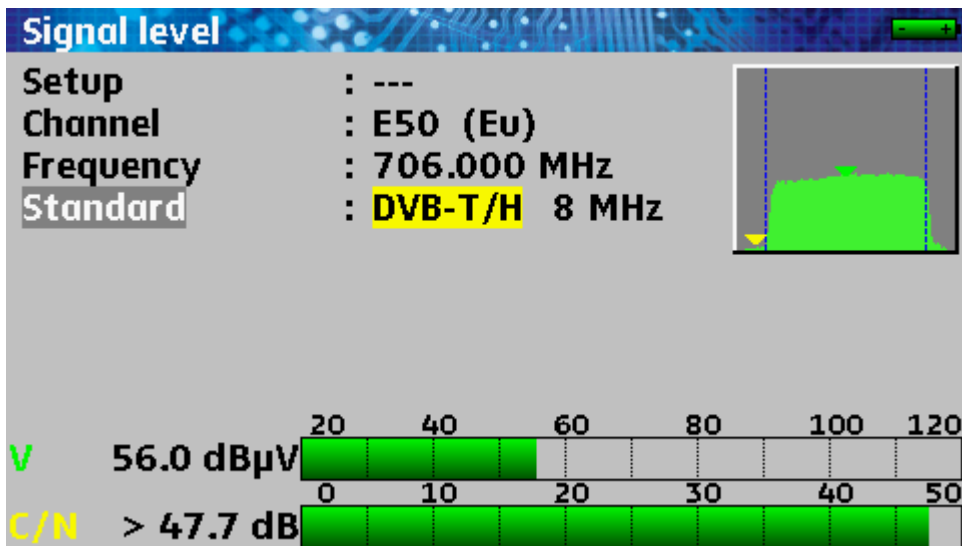 Signal level
Setup : ---
Channel : E50 (Eu)
Frequency : 706.000 MHz
Standard : DVB-T/H 8 MHz
20 40 60 80 100 120
V 56.0 dBµV
0 10 20 30 40 50
C/N > 47.7 dB